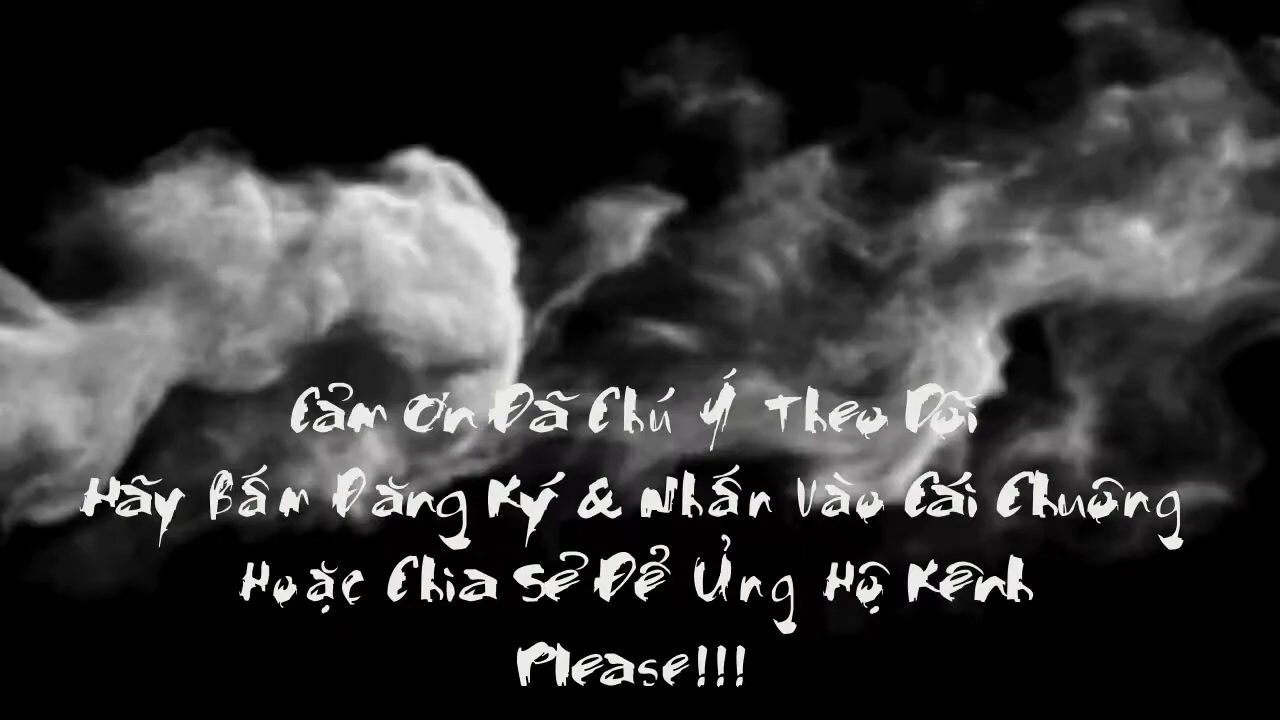 Cảm Ơn Đã Chú Ý Theo Dõi
Hãy Bấm Đăng Ký & Nhấn Vào Cái Chuông
Hoặc Chia Sẻ Để Ủng Hộ Kênh
Please!!!